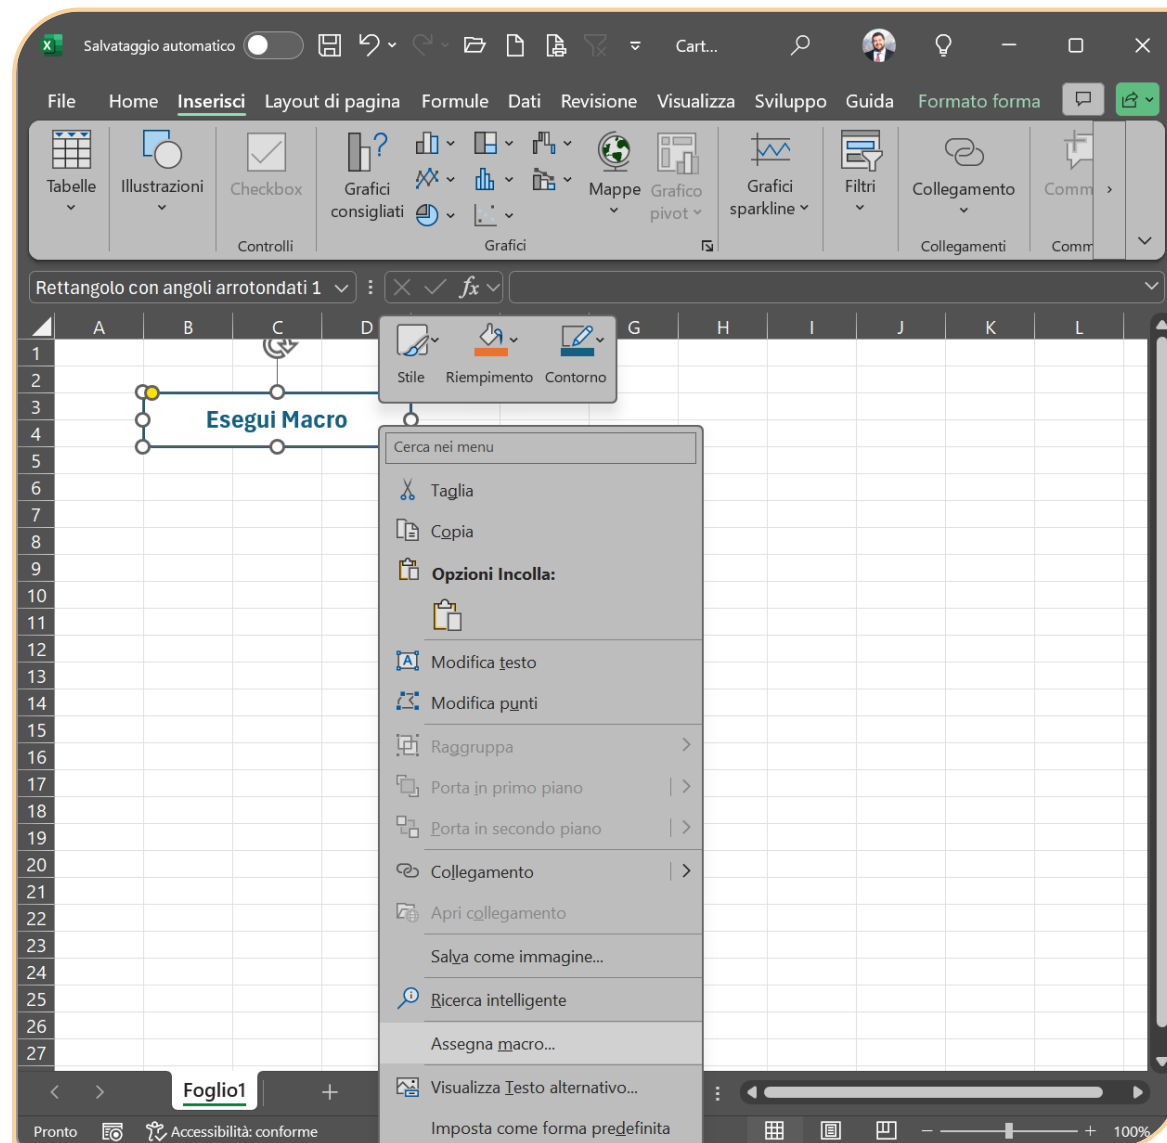 Salvataggio automatico
Cart...
File Home Inserisci Layout di pagina Formule Dati Revisione Visualizza Sviluppo Guida Formato forma
Tabelle
Illustrazioni
Checkbox
Controlli
Grafici
consigliati
Grafici
Mappe
Grafico
pivot
Grafici
sparkline
Filtri
Collegamento
Collegamenti
Comm
Comm
Rettangolo con angoli arrotondati 1
fx
A B C D G H I J K L
Stile Riempimento Contorno
1
2
3
4
5
6
7
8
9
10
11
12
13
14
15
16
17
18
19
20
21
22
23
24
25
26
27
Esegui Macro
Cerca nei menu
Taglia
Copia
Opzioni Incolla:
Modifica testo
Modifica punti
Raggruppa
Porta in primo piano
Porta in secondo piano
Collegamento
Apri collegamento
Salva come immagine...
Ricerca intelligente
Assegna macro...
Visualizza Testo alternativo...
Imposta come forma predefinita
Foglio1
Pronto
Accessibilità: conforme
100%